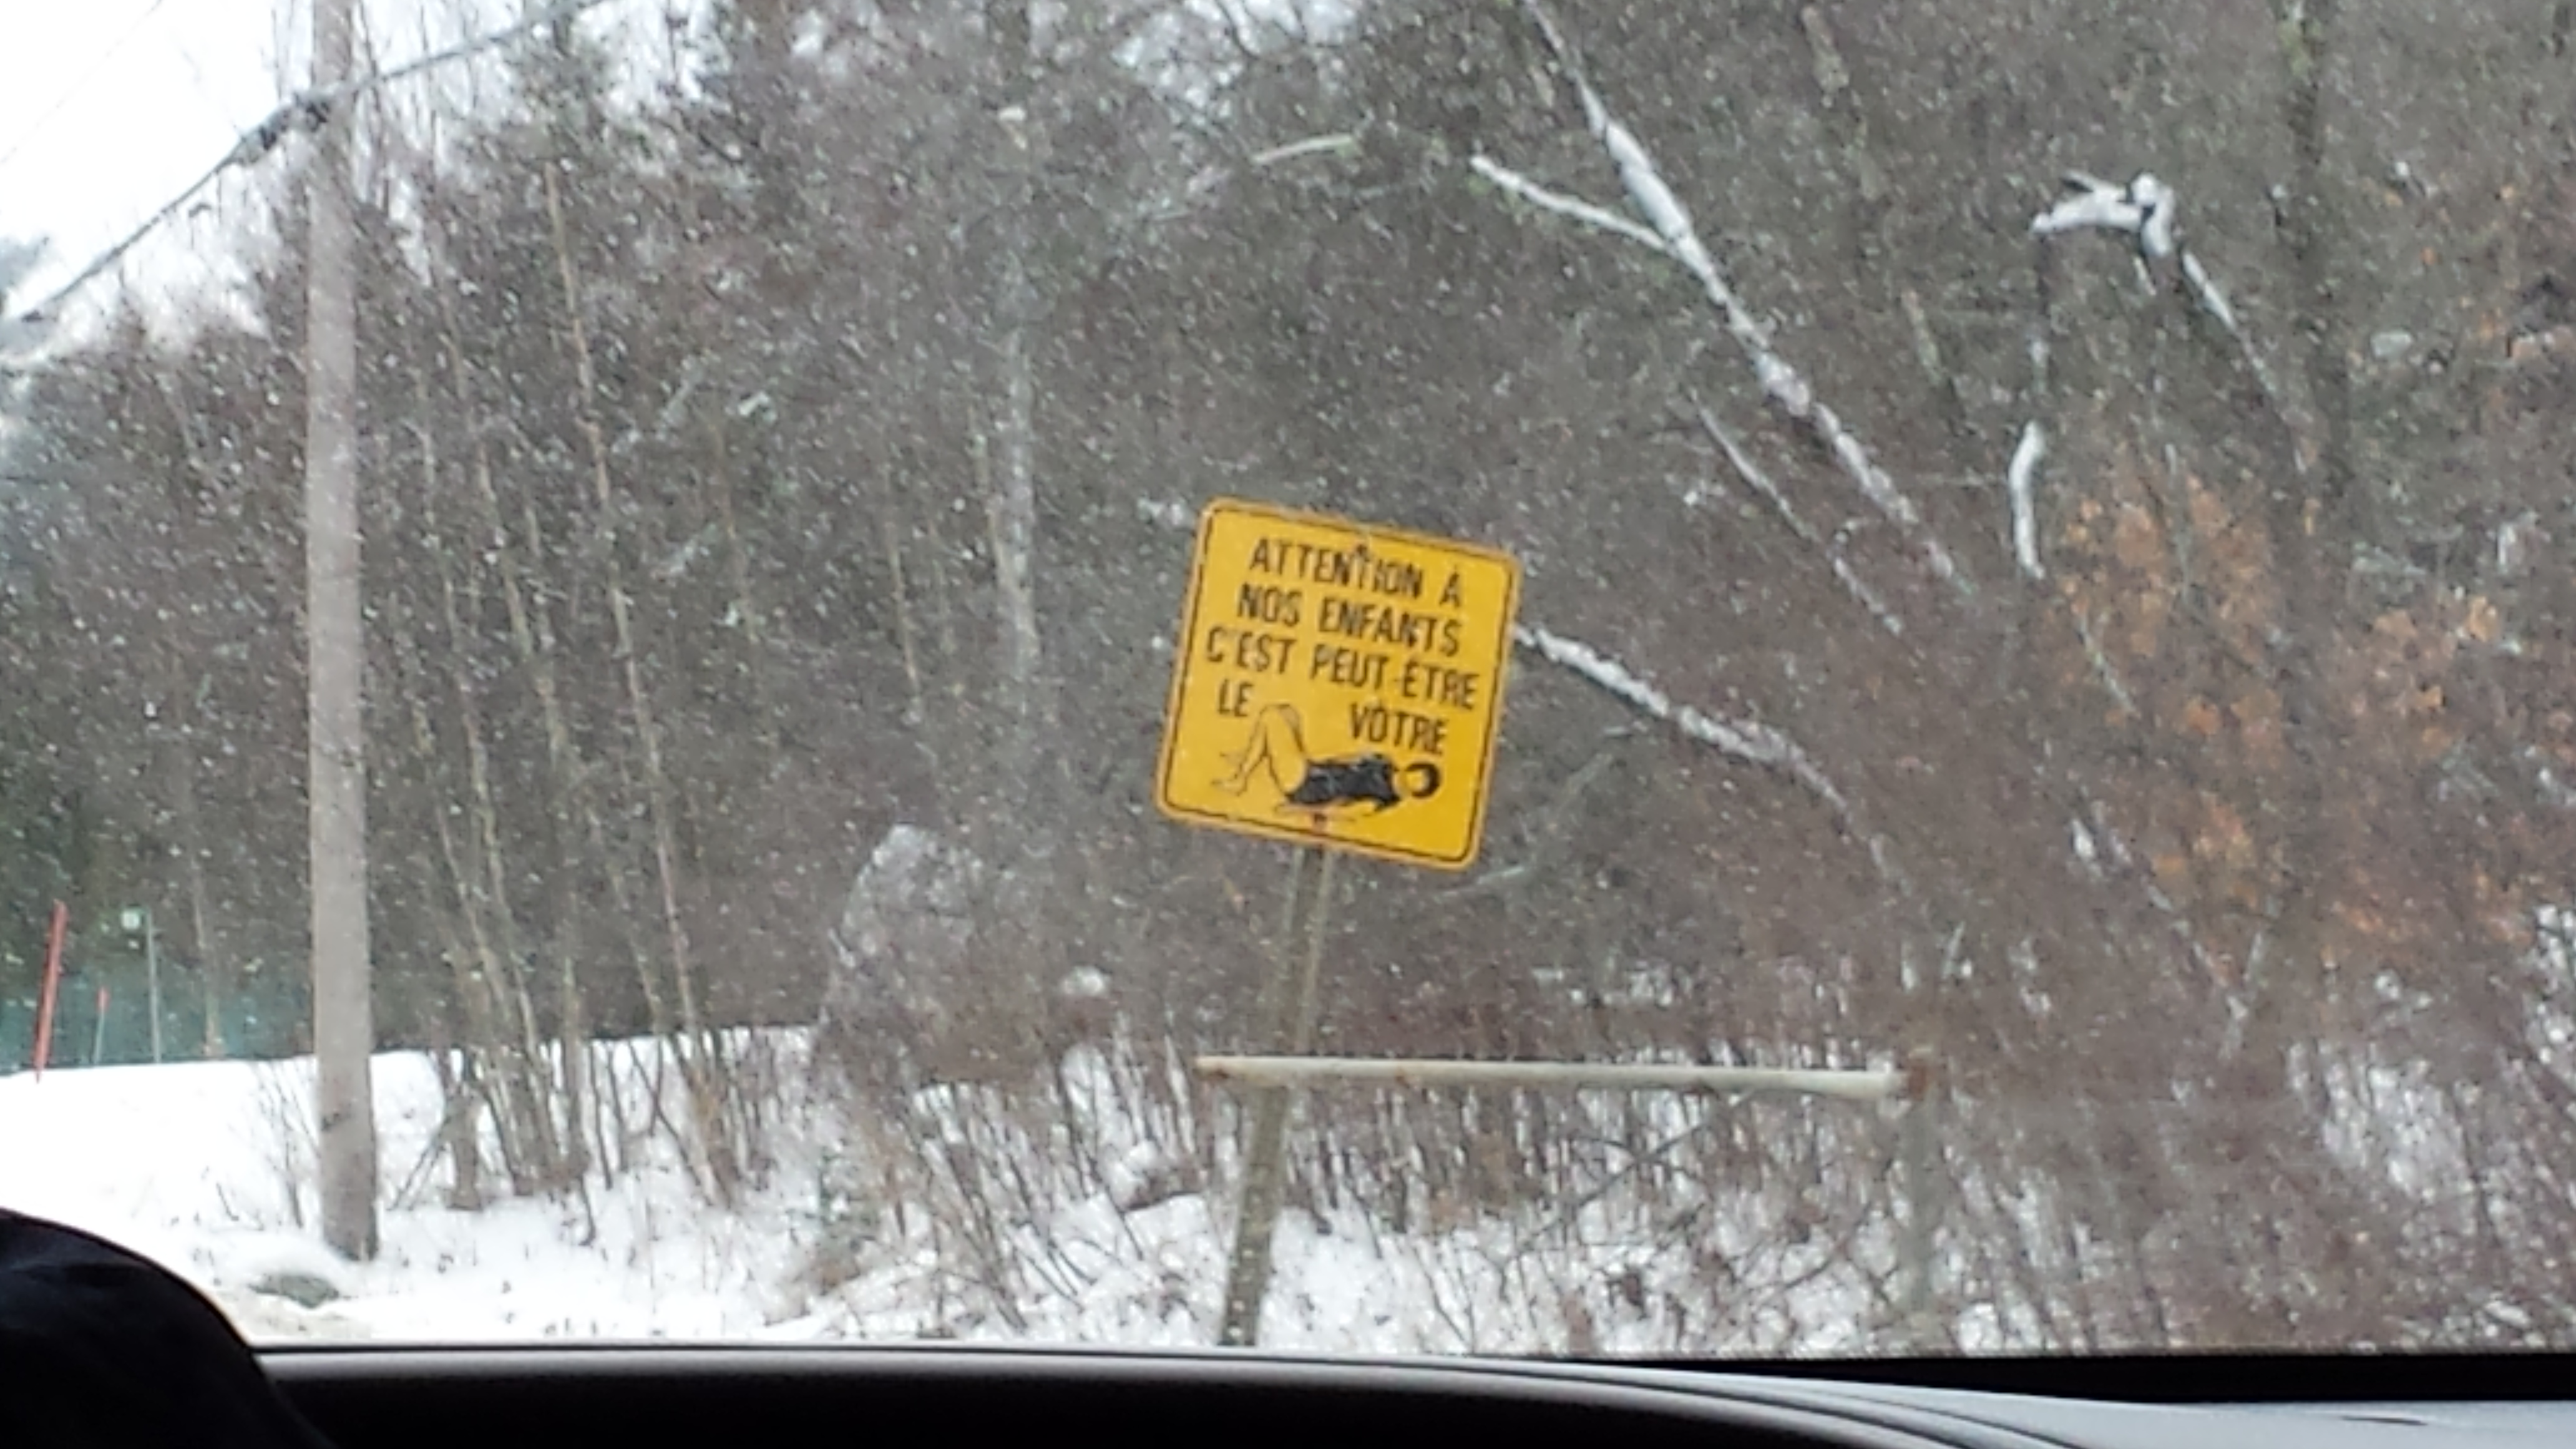 ATTENTION À
NOS ENFANTS
C'EST PEUT-ÊTRE
LE VÔTRE